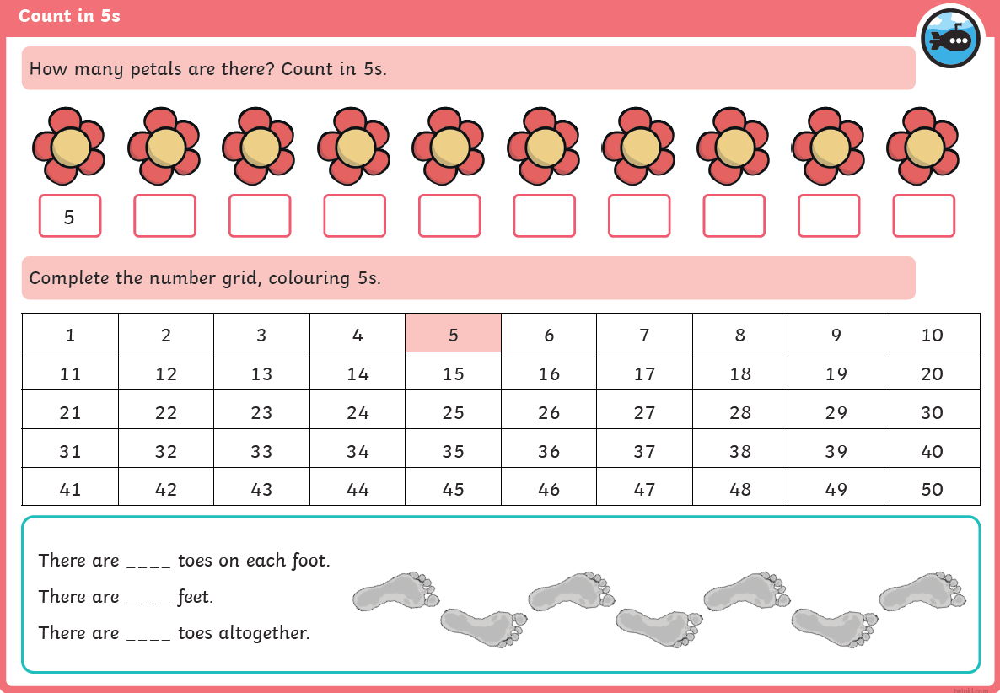 Count in 5s
How many petals are there? Count in 5s.
5
Complete the number grid, colouring 5s.
1 2 3 4 5 6 7 8 9 10
11 12 13 14 15 16 17 18 19 20
21 22 23 24 25 26 27 28 29 30
31 32 33 34 35 36 37 38 39 40
41 42 43 44 45 46 47 48 49 50
There are ____ toes on each foot.
There are ____ feet.
There are ____ toes altogether.